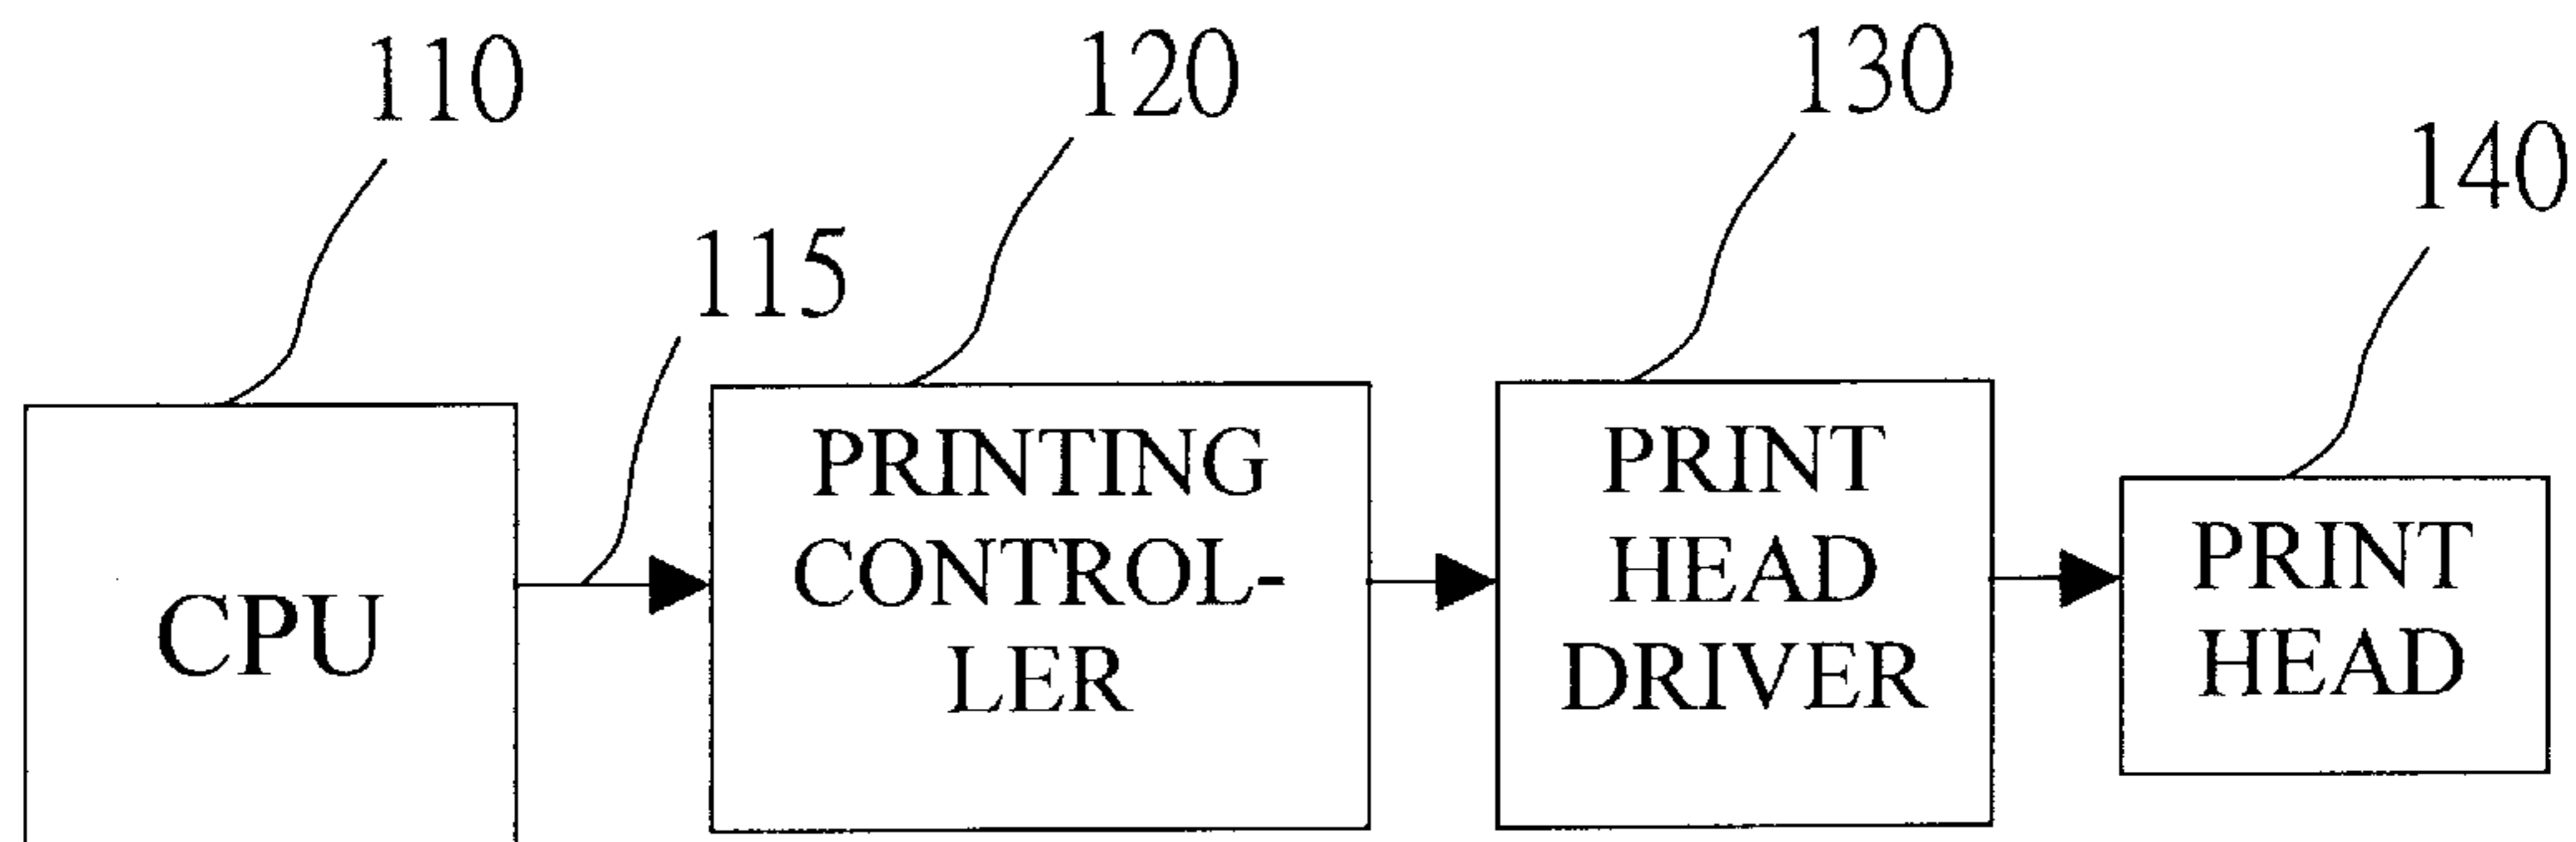 110
120
130
140
115
CPU
PRINTING
CONTROL-
LER
PRINT
HEAD
DRIVER
PRINT
HEAD